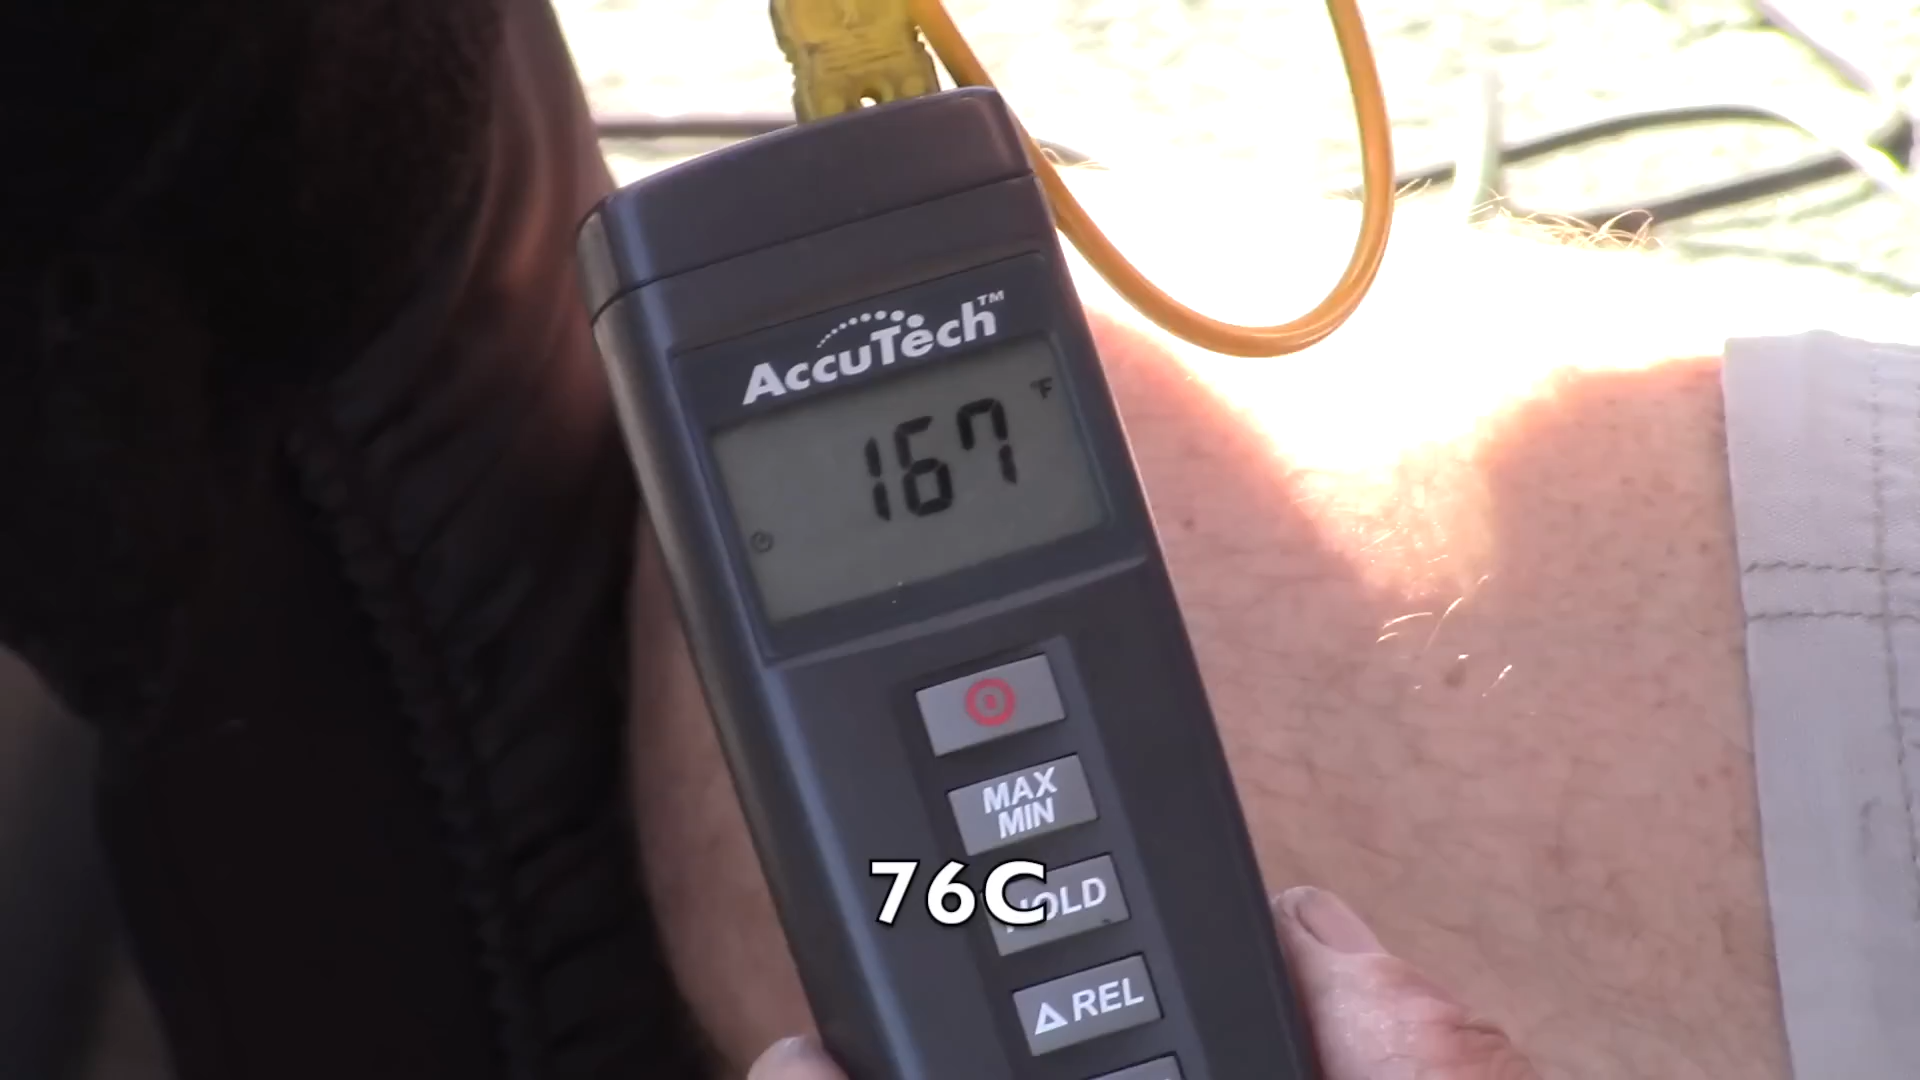 AccuTech™
°F
167
MAX
MIN
76C
HOLD
Δ REL